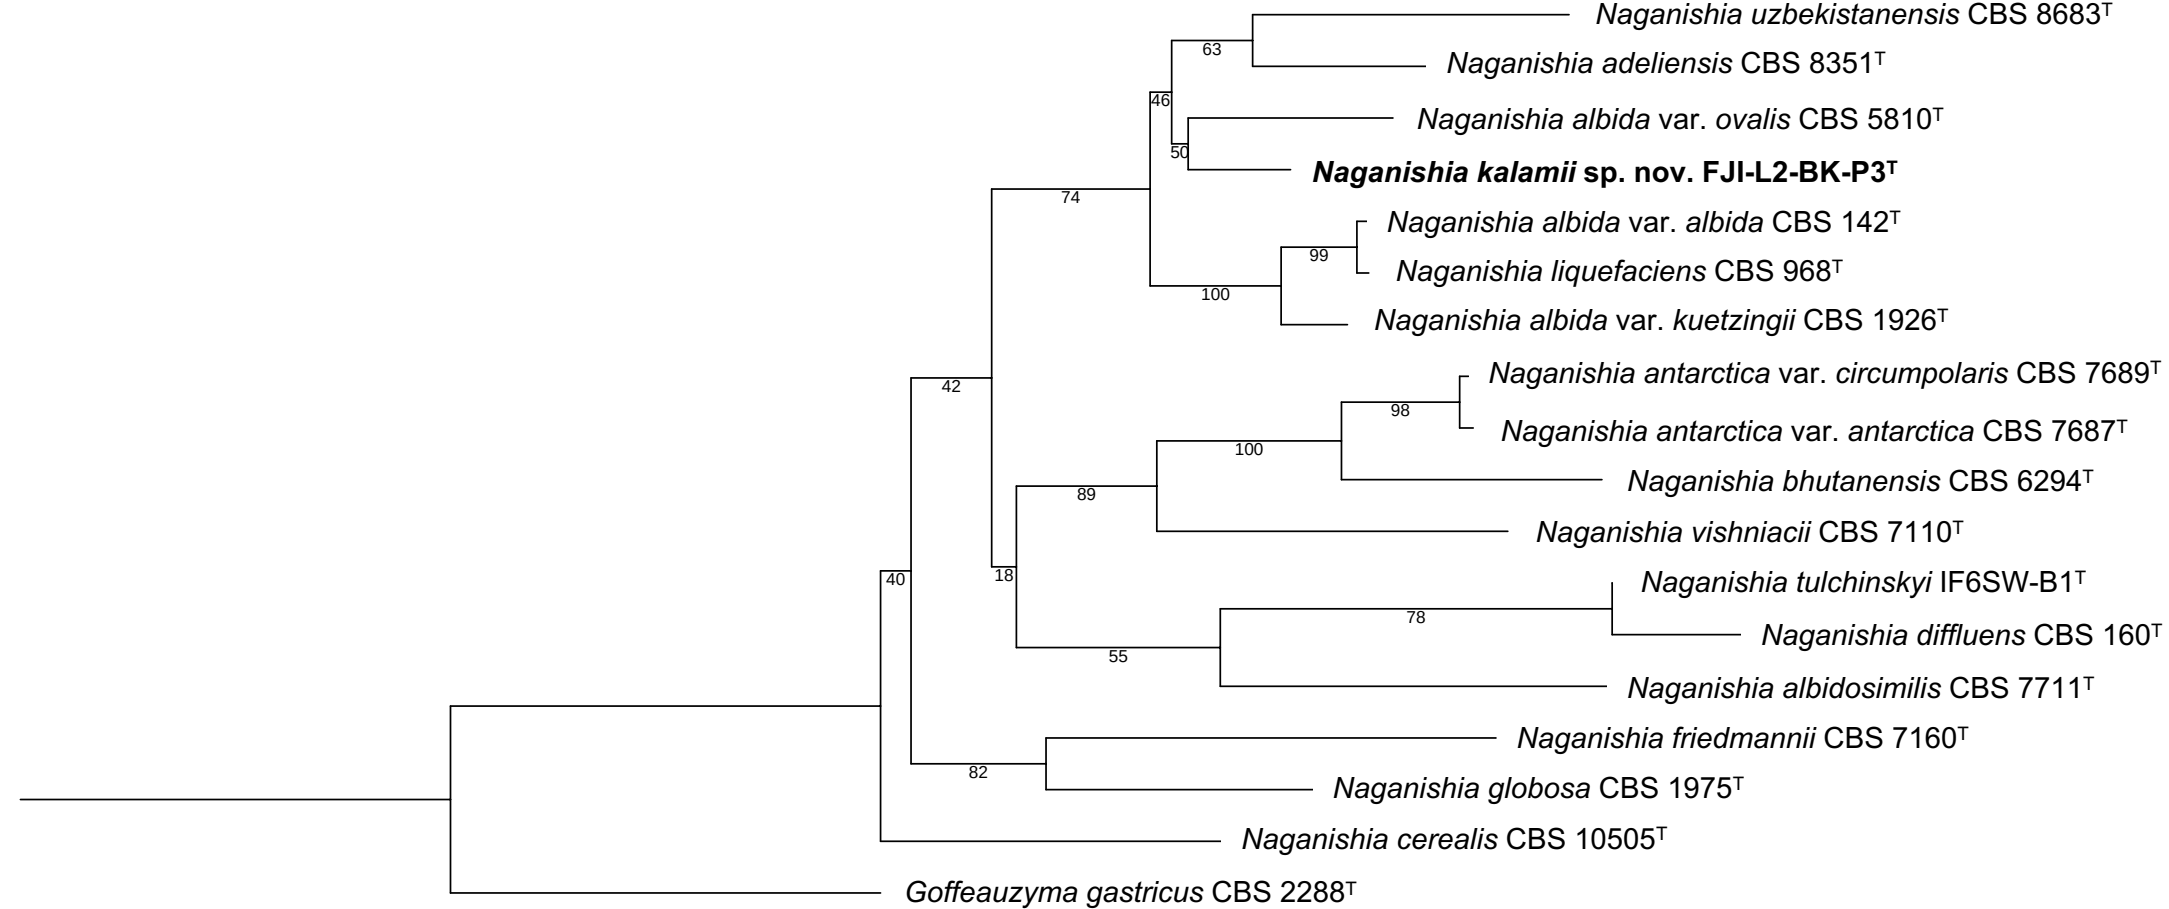 Naganishia uzbekistanensis CBS 8683ᵀ
63
Naganishia adeliensis CBS 8351ᵀ
46
Naganishia albida var. ovalis CBS 5810ᵀ
50
Naganishia kalamii sp. nov. FJI-L2-BK-P3ᵀ
74
Naganishia albida var. albida CBS 142ᵀ
99
Naganishia liquefaciens CBS 968ᵀ
100
Naganishia albida var. kuetzingii CBS 1926ᵀ
Naganishia antarctica var. circumpolaris CBS 7689ᵀ
42
98
Naganishia antarctica var. antarctica CBS 7687ᵀ
100
Naganishia bhutanensis CBS 6294ᵀ
89
Naganishia vishniacii CBS 7110ᵀ
18
40
Naganishia tulchinskyi IF6SW-B1ᵀ
78
Naganishia diffluens CBS 160ᵀ
55
Naganishia albidosimilis CBS 7711ᵀ
Naganishia friedmannii CBS 7160ᵀ
82
Naganishia globosa CBS 1975ᵀ
Naganishia cerealis CBS 10505ᵀ
Goffeauzyma gastricus CBS 2288ᵀ